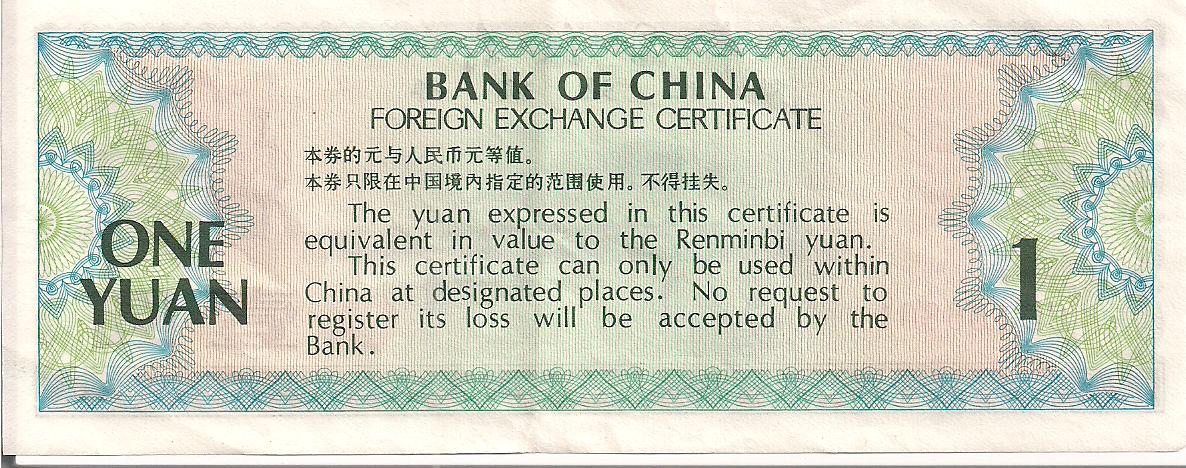 BANK OF CHINA
FOREIGN EXCHANGE CERTIFICATE
本券的元与人民币元等值。
本券只限在中国境内指定的范围使用。不得挂失。
The yuan expressed in this certificate is
equivalent in value to the Renminbi yuan.
This certificate can only be used within
China at designated places. No request to
register its loss will be accepted by the
Bank.
ONE
YUAN
1